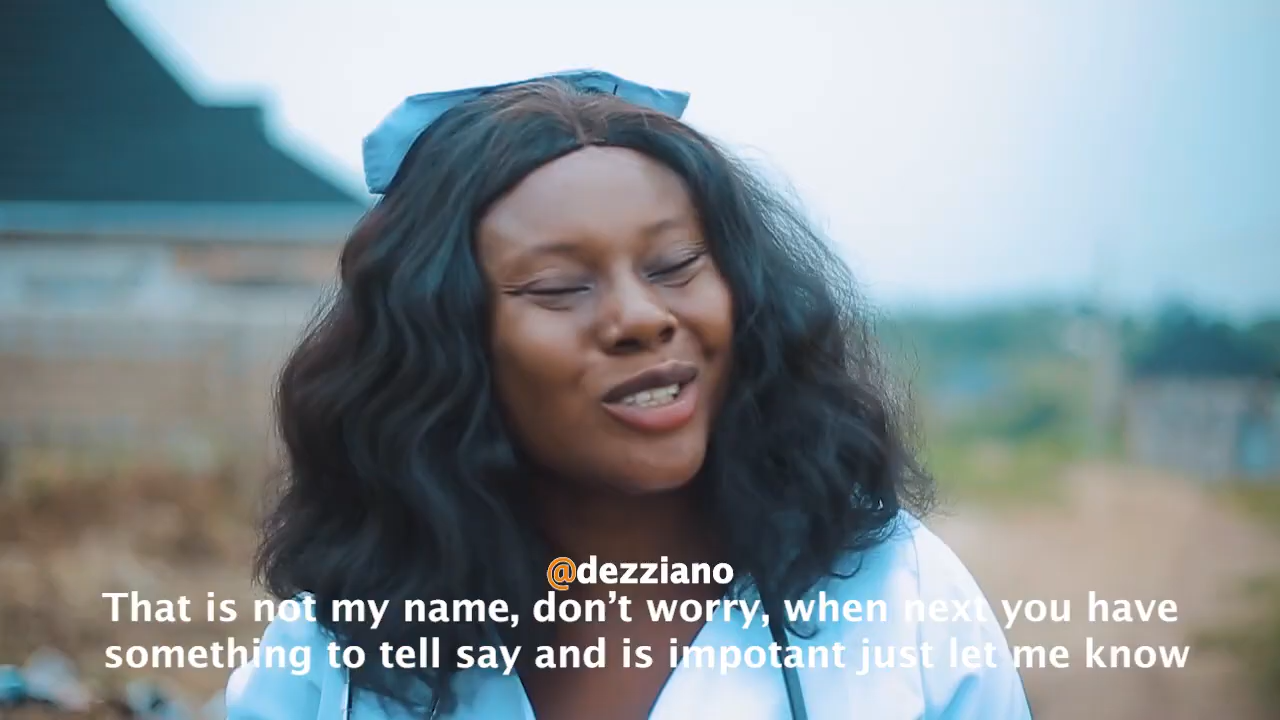 @dezziano
That is not my name, don’t worry, when next you have
something to tell say and is impotant just let me know